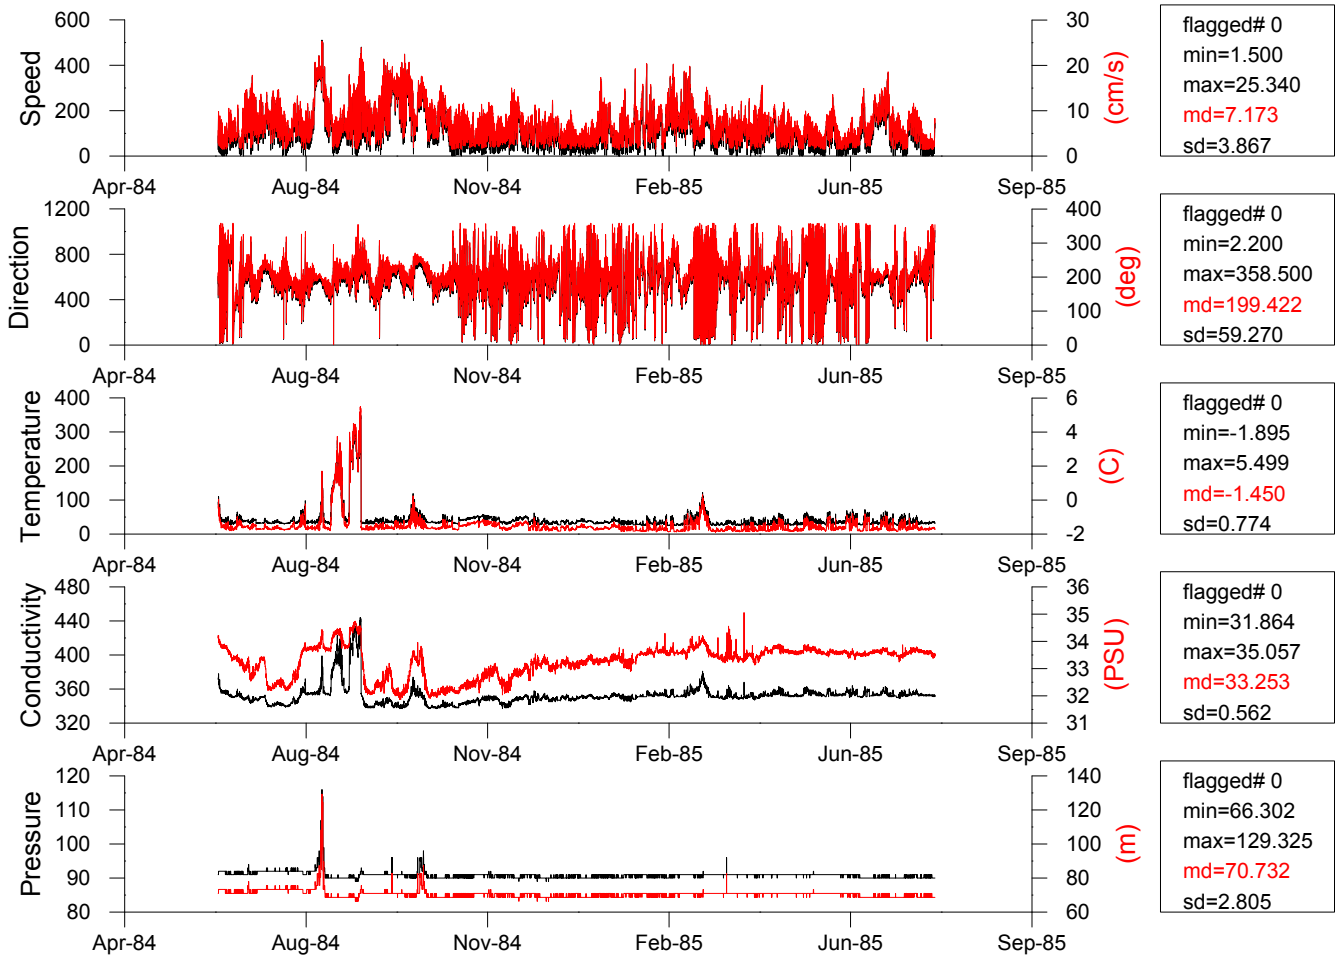 600
400
200
0
Speed
30
20
10
0
(cm/s)
Apr-84 Aug-84 Nov-84 Feb-85 Jun-85 Sep-85
flagged# 0
min=1.500
max=25.340
md=7.173
sd=3.867
1200
800
400
0
Direction
400
300
200
100
0
(deg)
Apr-84 Aug-84 Nov-84 Feb-85 Jun-85 Sep-85
flagged# 0
min=2.200
max=358.500
md=199.422
sd=59.270
400
300
200
100
0
Temperature
6
4
2
0
-2
(C)
Apr-84 Aug-84 Nov-84 Feb-85 Jun-85 Sep-85
flagged# 0
min=-1.895
max=5.499
md=-1.450
sd=0.774
480
440
400
360
320
Conductivity
36
35
34
33
32
31
(PSU)
Apr-84 Aug-84 Nov-84 Feb-85 Jun-85 Sep-85
flagged# 0
min=31.864
max=35.057
md=33.253
sd=0.562
120
110
100
90
80
Pressure
140
120
100
80
60
(m)
Apr-84 Aug-84 Nov-84 Feb-85 Jun-85 Sep-85
flagged# 0
min=66.302
max=129.325
md=70.732
sd=2.805